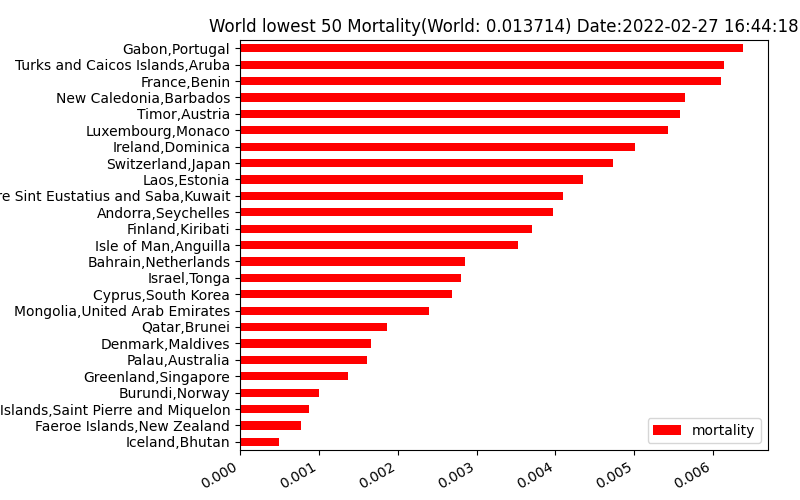 World lowest 50 Mortality(World: 0.013714) Date:2022-02-27 16:44:18
Gabon,Portugal
Turks and Caicos Islands,Aruba
France,Benin
New Caledonia,Barbados
Timor,Austria
Luxembourg,Monaco
Ireland,Dominica
Switzerland,Japan
Laos,Estonia
Sint Eustatius and Saba,Kuwait
Andorra,Seychelles
Finland,Kiribati
Isle of Man,Anguilla
Bahrain,Netherlands
Israel,Tonga
Cyprus,South Korea
Mongolia,United Arab Emirates
Qatar,Brunei
Denmark,Maldives
Palau,Australia
Greenland,Singapore
Burundi,Norway
Islands,Saint Pierre and Miquelon
Faeroe Islands,New Zealand
Iceland,Bhutan
mortality
0.000 0.001 0.002 0.003 0.004 0.005 0.006